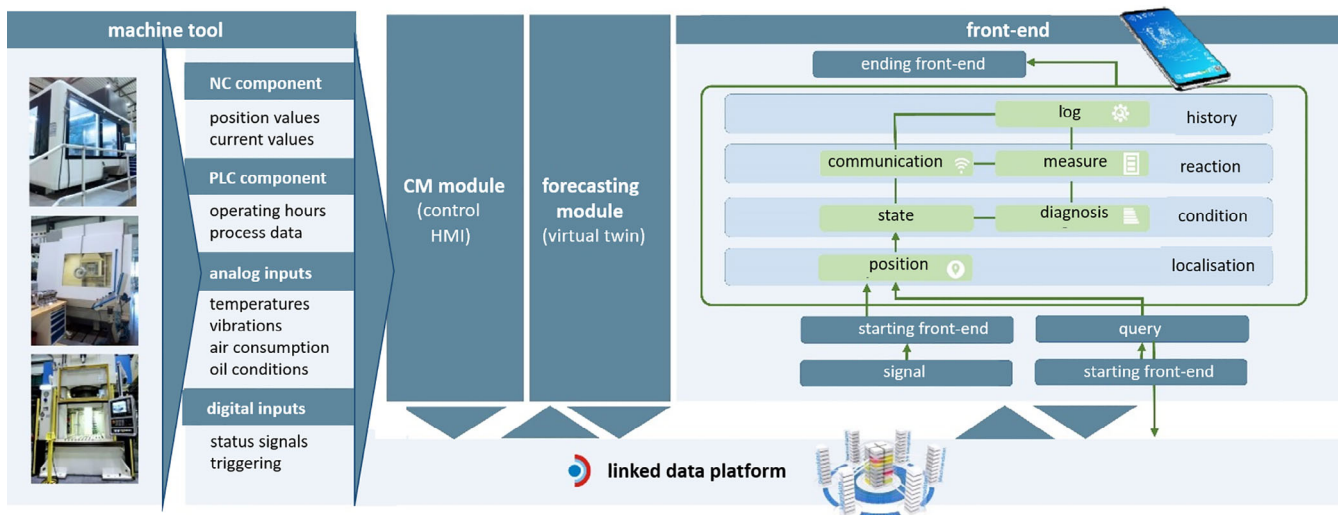 machine tool
NC component
position values
current values
PLC component
operating hours
process data
analog inputs
temperatures
vibrations
air consumption
oil conditions
digital inputs
status signals
triggering
CM module
(control
HMI)
forecasting
module
(virtual twin)
front-end
ending front-end
log
history
communication
measure
reaction
state
diagnosis
condition
position
localisation
starting front-end
query
signal
starting front-end
linked data platform